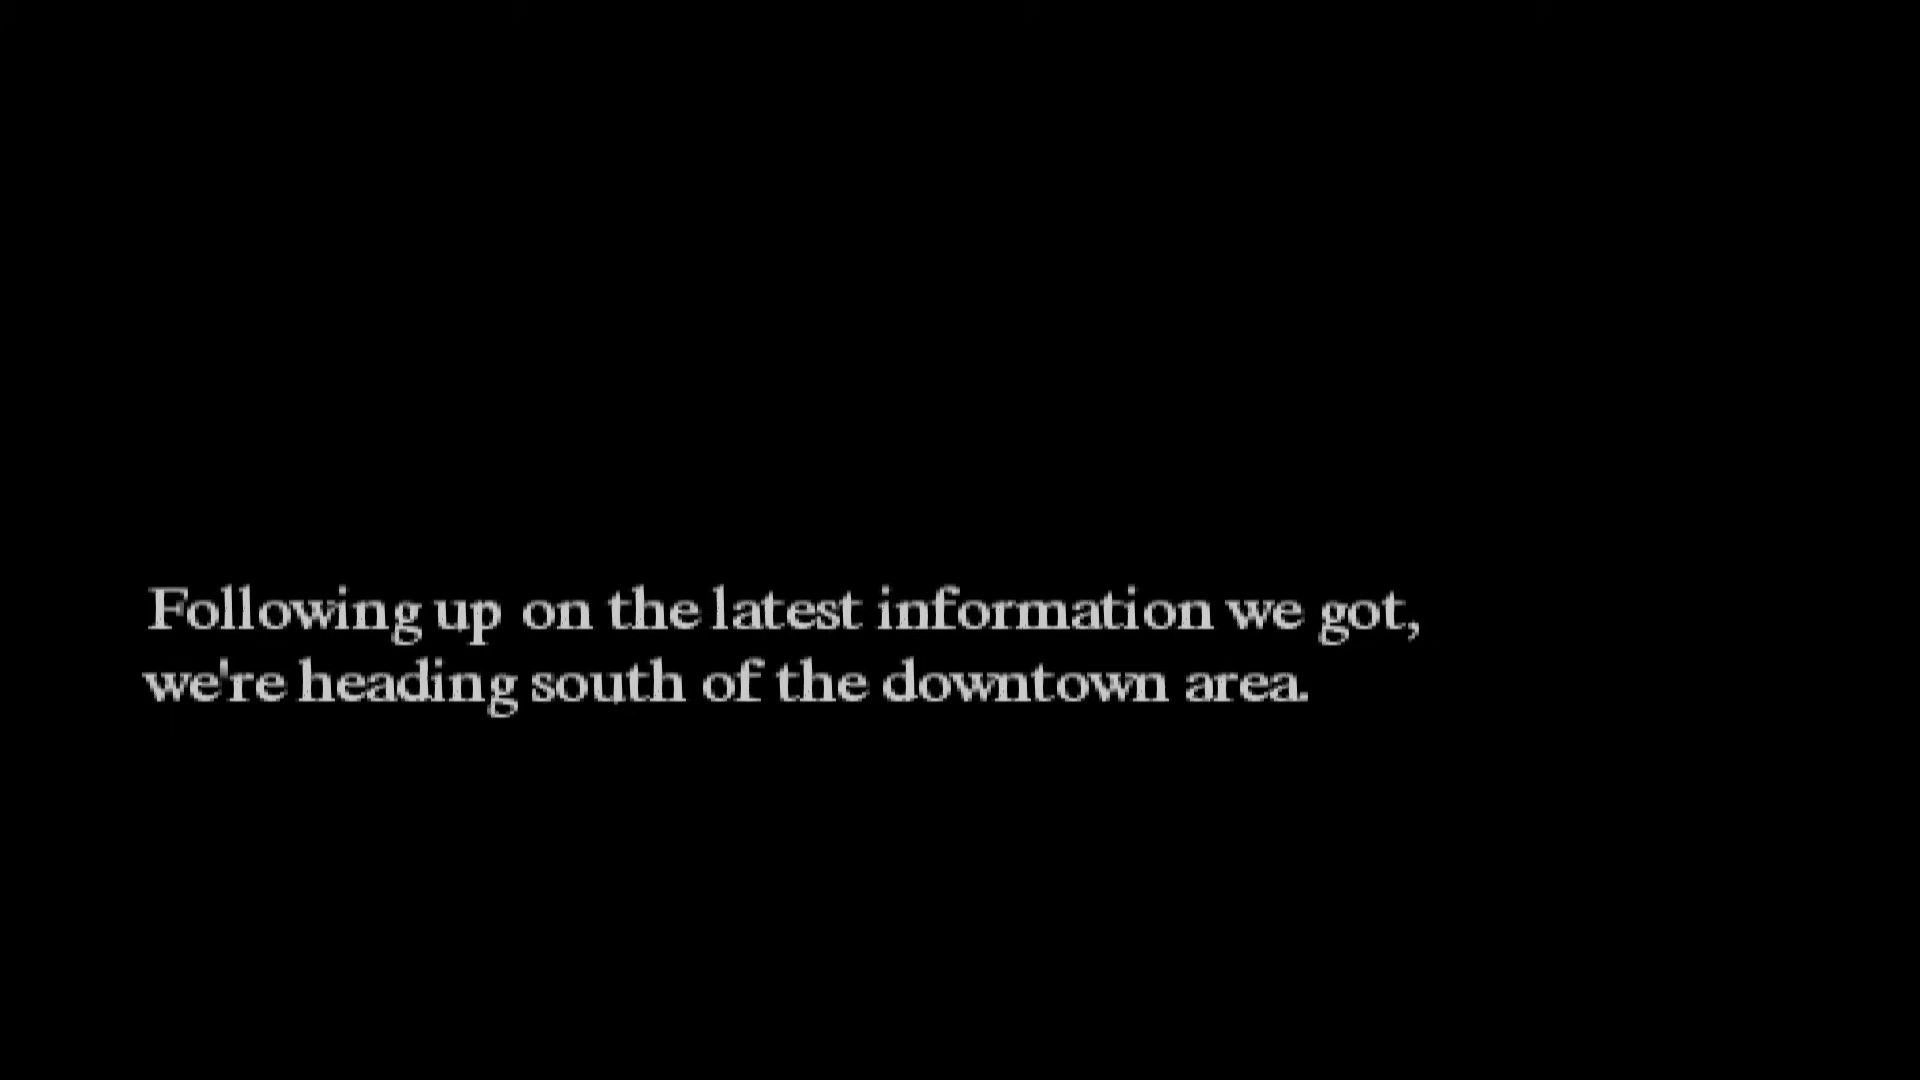 Following up on the latest information we got,
we're heading south of the downtown area.